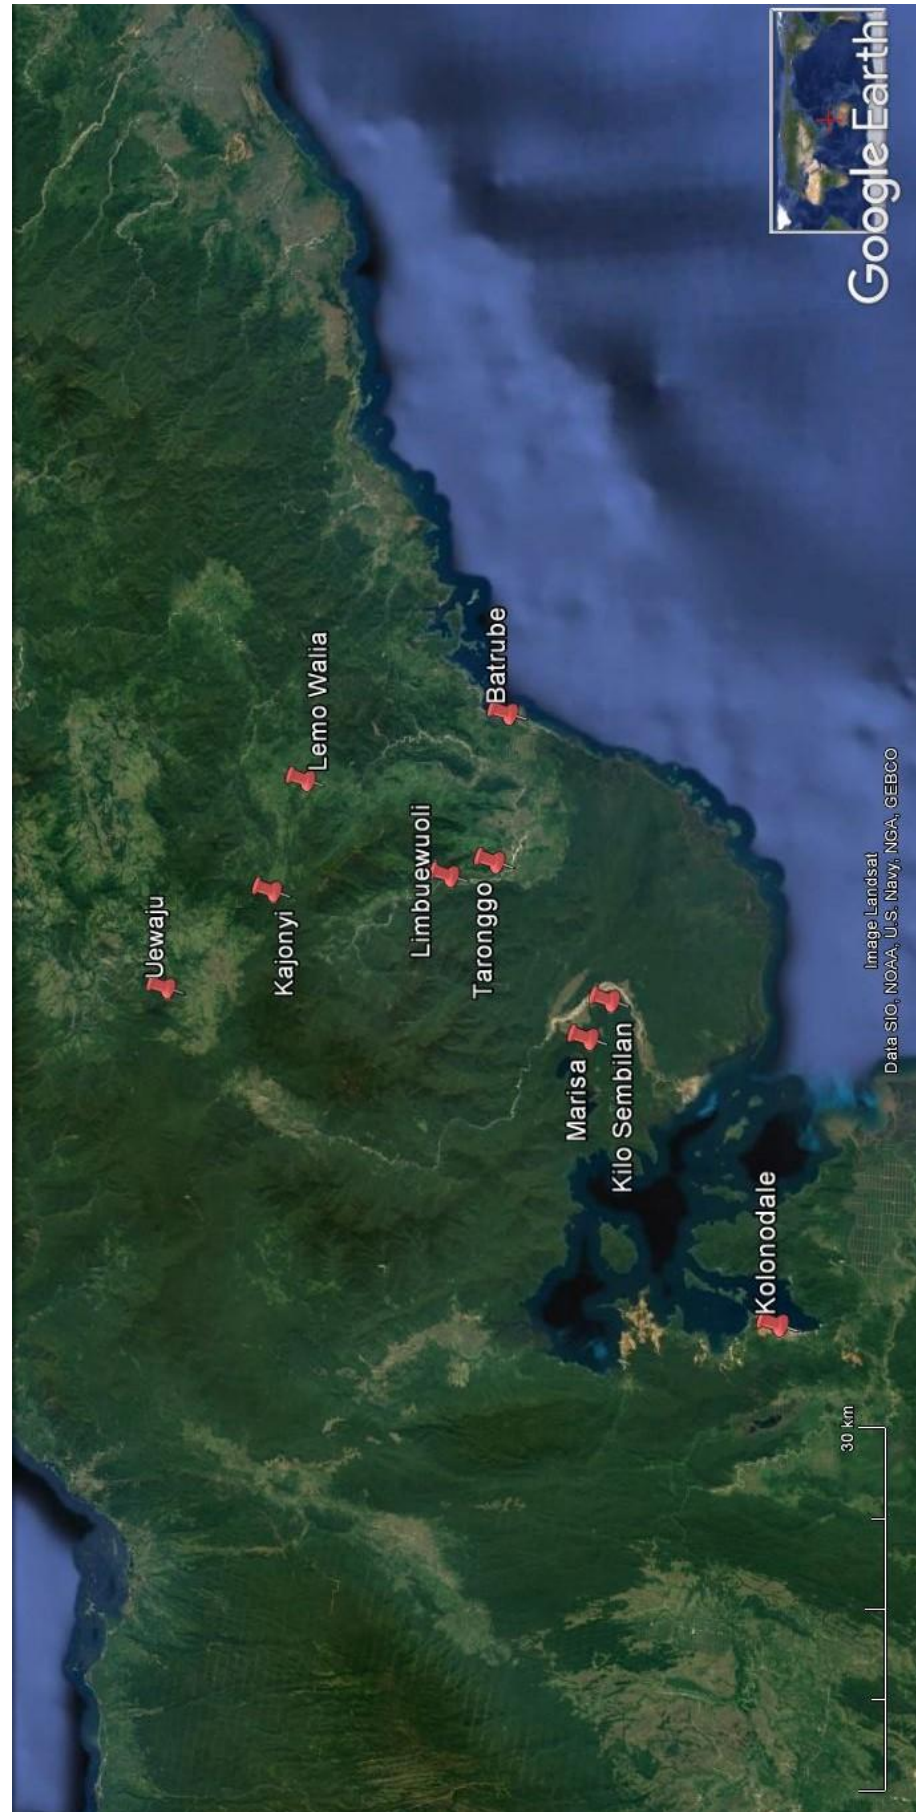 Uewaju
Kajonyi
Lemo Walia
Limbuewuoli
Taronggo
Batrube
Marisa
Kilo Sembilan
Kolonodale
30 km
Image Landsat
Data SIO, NOAA, U.S. Navy, NGA, GEBCO
Google Earth